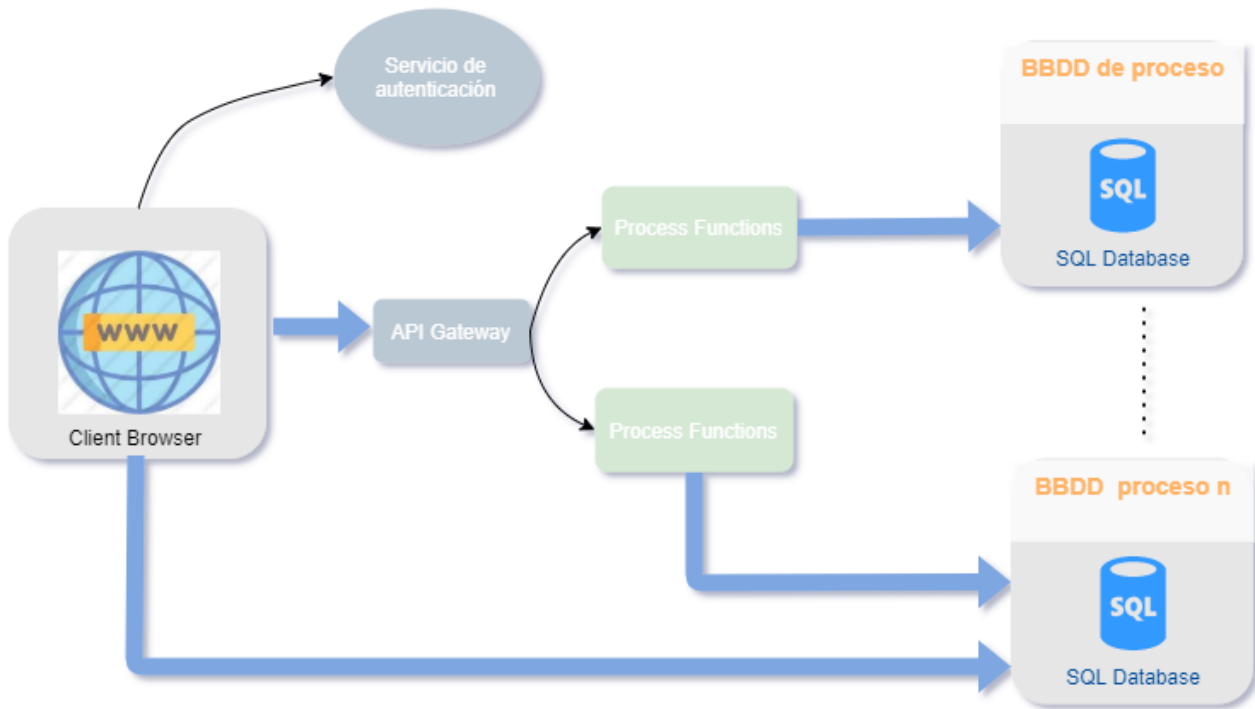 Servicio de
autenticación
BBDD de proceso
SQL
SQL Database
Process Functions
WWW
Client Browser
API Gateway
Process Functions
BBDD proceso n
SQL
SQL Database